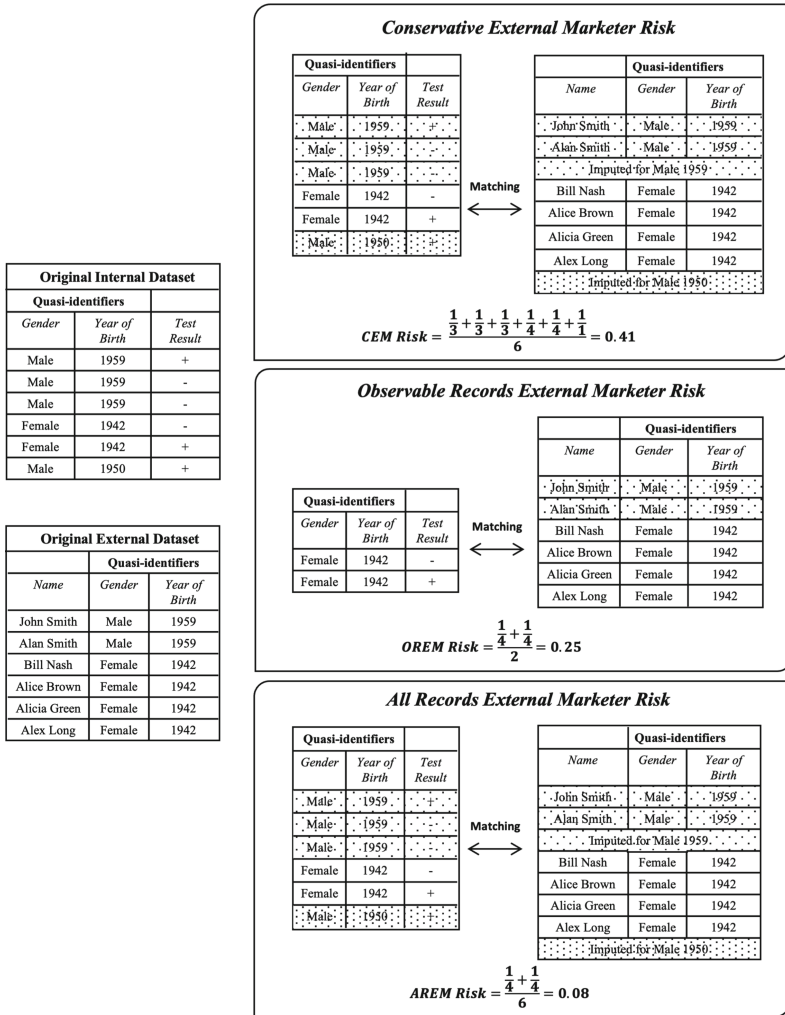 Conservative External Marketer Risk
Quasi-identifiers
Gender Year of Birth Test Result
Male 1959 +
Male 1959 -
Male 1959 -
Female 1942 -
Female 1942 +
Male 1950 +
Matching
Quasi-identifiers
Name Gender Year of Birth
John Smith Male 1959
Alan Smith Male 1959
Imputed for Male 1959
Bill Nash Female 1942
Alice Brown Female 1942
Alicia Green Female 1942
Alex Long Female 1942
Imputed for Male 1950
CEM Risk = (1/3 + 1/3 + 1/3 + 1/4 + 1/4 + 1/1) / 6 = 0.41
Original Internal Dataset
Quasi-identifiers
Gender Year of Birth Test Result
Male 1959 +
Male 1959 -
Male 1959 -
Female 1942 -
Female 1942 +
Male 1950 +
Original External Dataset
Quasi-identifiers
Name Gender Year of Birth
John Smith Male 1959
Alan Smith Male 1959
Bill Nash Female 1942
Alice Brown Female 1942
Alicia Green Female 1942
Alex Long Female 1942
Observable Records External Marketer Risk
Quasi-identifiers
Gender Year of Birth Test Result
Female 1942 -
Female 1942 +
Matching
Quasi-identifiers
Name Gender Year of Birth
John Smith Male 1959
Alan Smith Male 1959
Bill Nash Female 1942
Alice Brown Female 1942
Alicia Green Female 1942
Alex Long Female 1942
OREM Risk = (1/4 + 1/4) / 2 = 0.25
All Records External Marketer Risk
Quasi-identifiers
Gender Year of Birth Test Result
Male 1959 +
Male 1959 -
Male 1959 -
Female 1942 -
Female 1942 +
Male 1950 +
Matching
Quasi-identifiers
Name Gender Year of Birth
John Smith Male 1959
Alan Smith Male 1959
Imputed for Male 1959
Bill Nash Female 1942
Alice Brown Female 1942
Alicia Green Female 1942
Alex Long Female 1942
Imputed for Male 1950
AREM Risk = (1/4 + 1/4) / 6 = 0.08